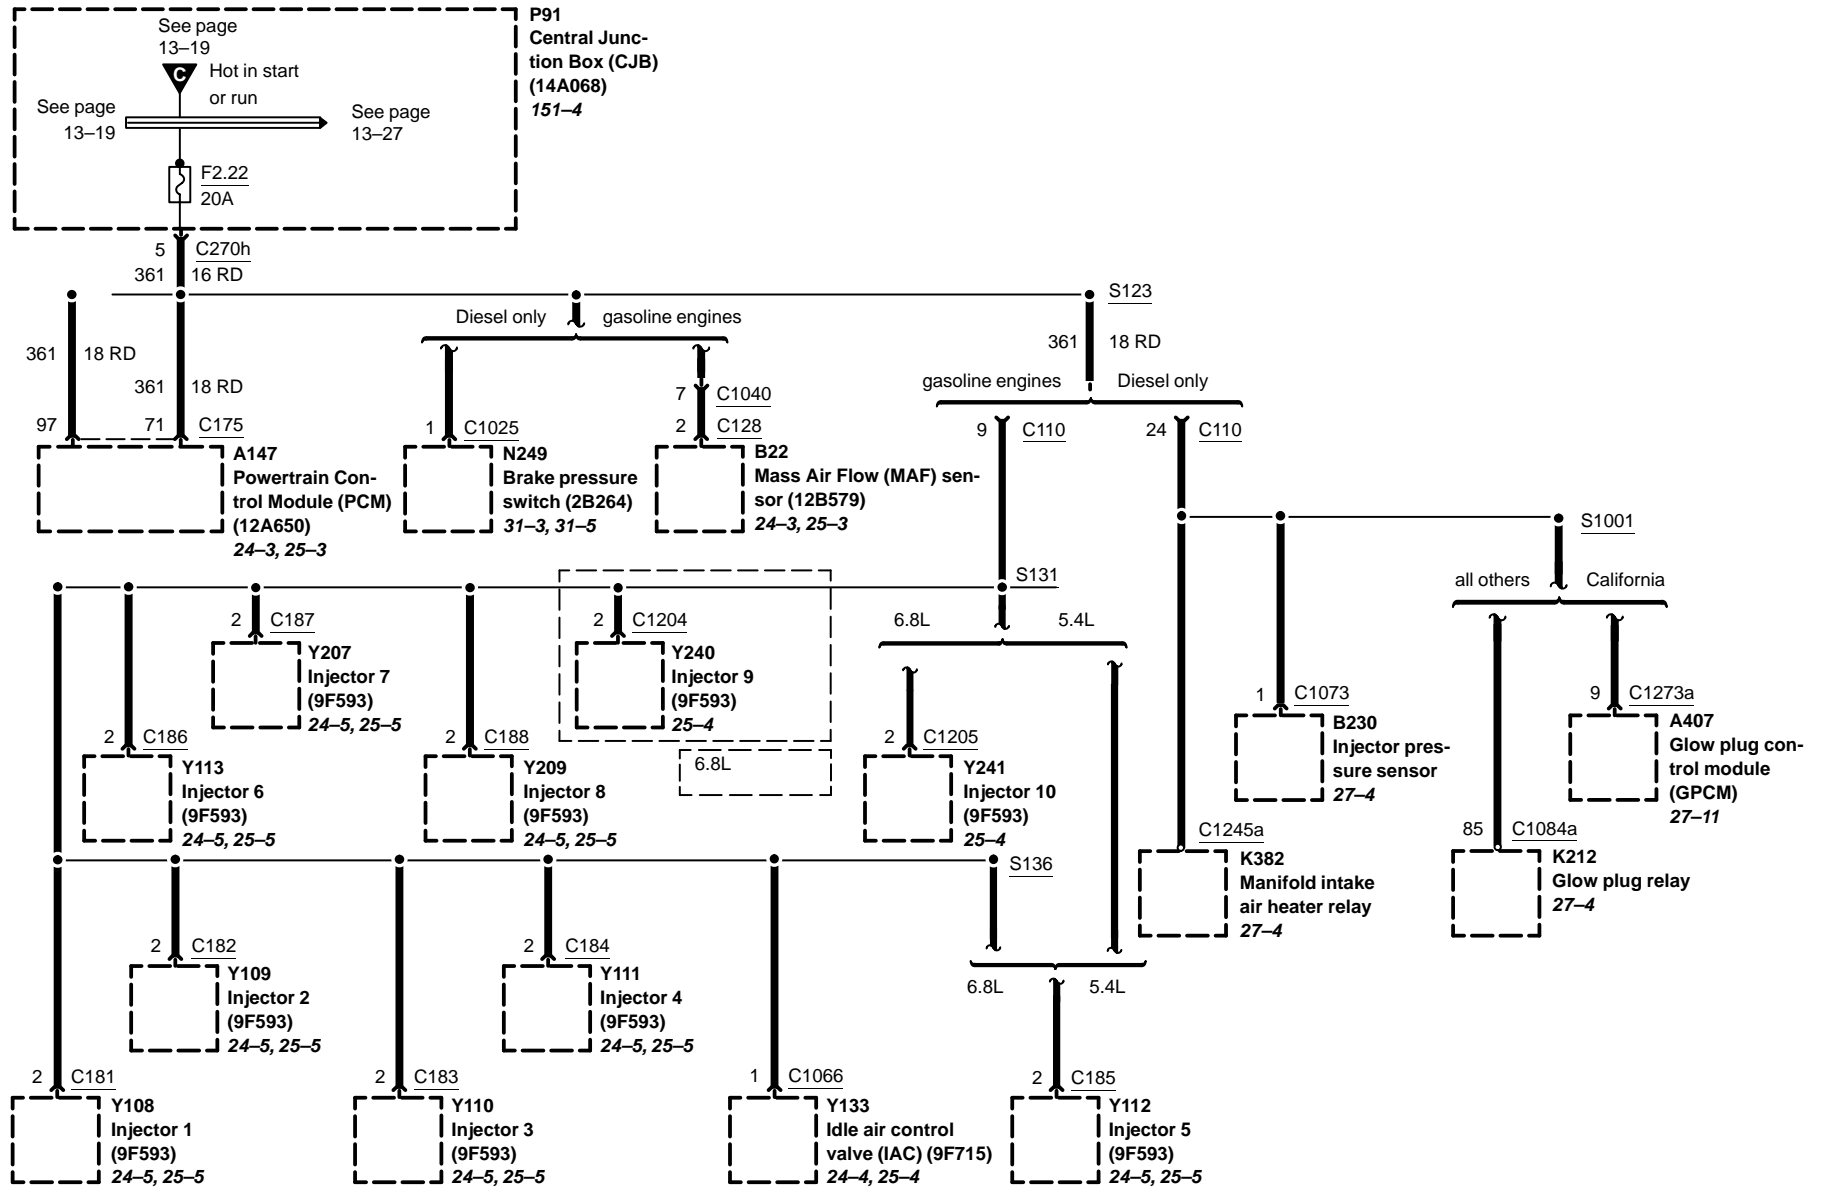 See page
13–19
C
Hot in start
or run
See page
13–19
See page
13–27
F2.22
20A
P91
Central Junc-
tion Box (CJB)
(14A068)
151–4
5
C270h
361
16 RD
S123
Diesel only
gasoline engines
361
18 RD
361
18 RD
361
18 RD
gasoline engines
Diesel only
97
71
C175
1
C1025
7
C1040
2
C128
9
C110
24
C110
A147
Powertrain Con-
trol Module (PCM)
(12A650)
24–3, 25–3
N249
Brake pressure
switch (2B264)
31–3, 31–5
B22
Mass Air Flow (MAF) sen-
sor (12B579)
24–3, 25–3
S1001
all others
California
S131
6.8L
5.4L
2
C187
Y207
Injector 7
(9F593)
24–5, 25–5
2
C1204
Y240
Injector 9
(9F593)
25–4
6.8L
2
C186
Y113
Injector 6
(9F593)
24–5, 25–5
2
C188
Y209
Injector 8
(9F593)
24–5, 25–5
2
C1205
Y241
Injector 10
(9F593)
25–4
1
C1073
B230
Injector pres-
sure sensor
27–4
9
C1273a
A407
Glow plug con-
trol module
(GPCM)
27–11
C1245a
K382
Manifold intake
air heater relay
27–4
85
C1084a
K212
Glow plug relay
27–4
S136
2
C182
Y109
Injector 2
(9F593)
24–5, 25–5
2
C184
Y111
Injector 4
(9F593)
24–5, 25–5
6.8L
5.4L
2
C181
Y108
Injector 1
(9F593)
24–5, 25–5
2
C183
Y110
Injector 3
(9F593)
24–5, 25–5
1
C1066
Y133
Idle air control
valve (IAC) (9F715)
24–4, 25–4
2
C185
Y112
Injector 5
(9F593)
24–5, 25–5